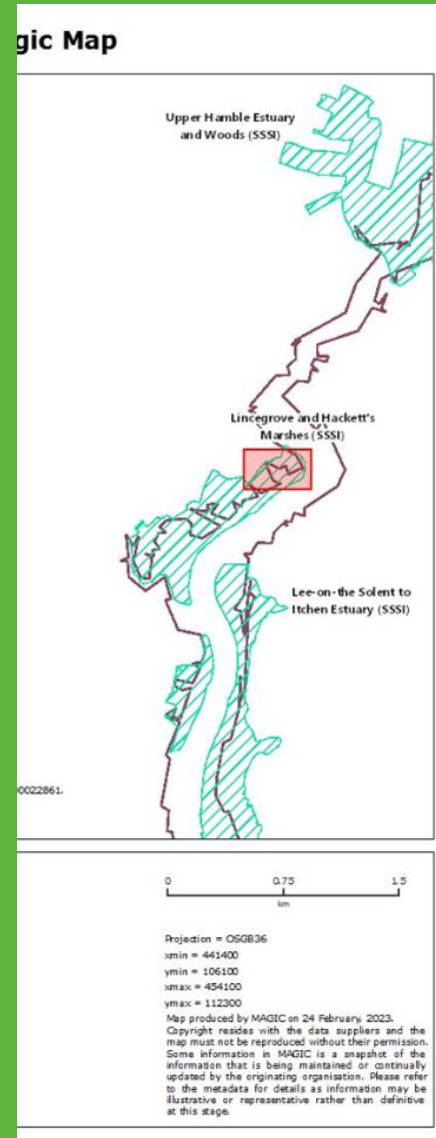 gic Map
Upper Hamble Estuary
and Woods (SSSI)
Lincegrove and Hackett's
Marshes (SSSI)
Lee-on-the Solent to
Itchen Estuary (SSSI)
0022861.
0 0.75 1.5
km
Projection = OSGB36
xmin = 441400
ymin = 106100
xmax = 454100
ymax = 112300
Map produced by MAGIC on 24 February, 2023.
Copyright resides with the data suppliers and the
map must not be reproduced without their permission.
Some information in MAGIC is a snapshot of the
information that is being maintained or continually
updated by the originating organisation. Please refer
to the metadata for details as information may be
illustrative or representative rather than definitive
at this stage.